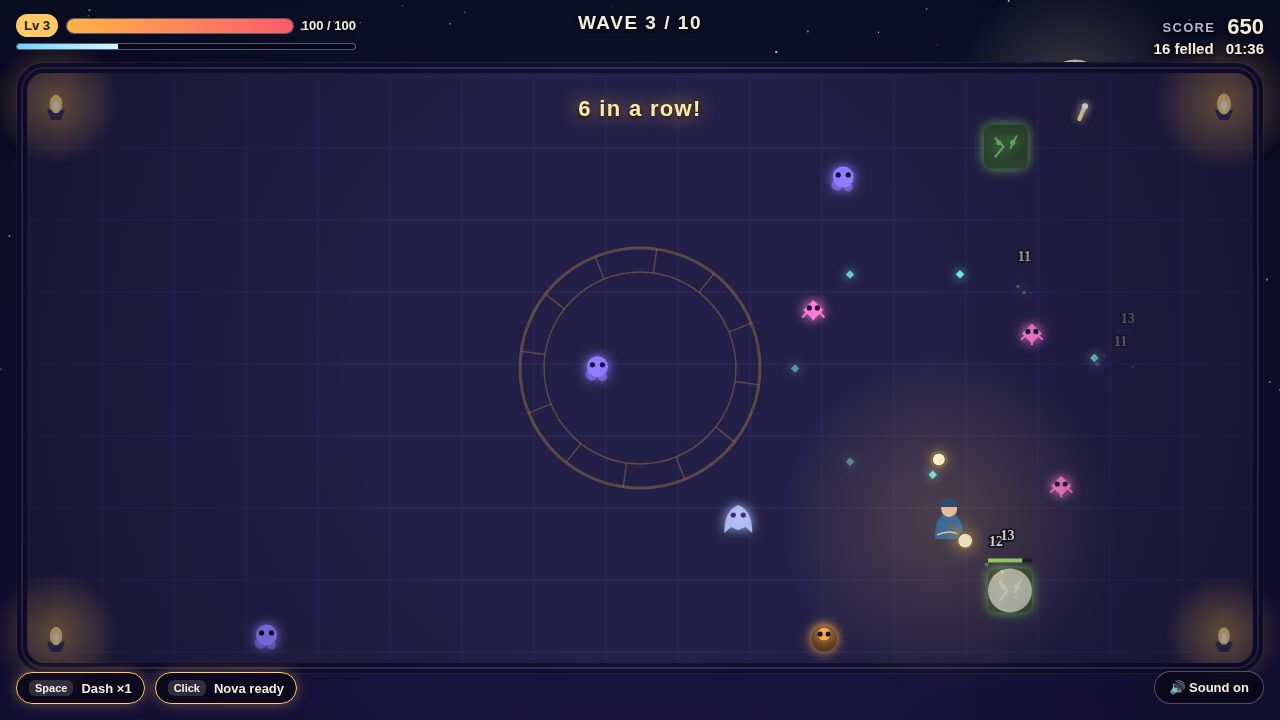 Lv 3
100 / 100
WAVE 3 / 10
SCORE 650
16 felled 01:36
6 in a row!
11
13
11
12
13
Space Dash ×1
Click Nova ready
🔊 Sound on